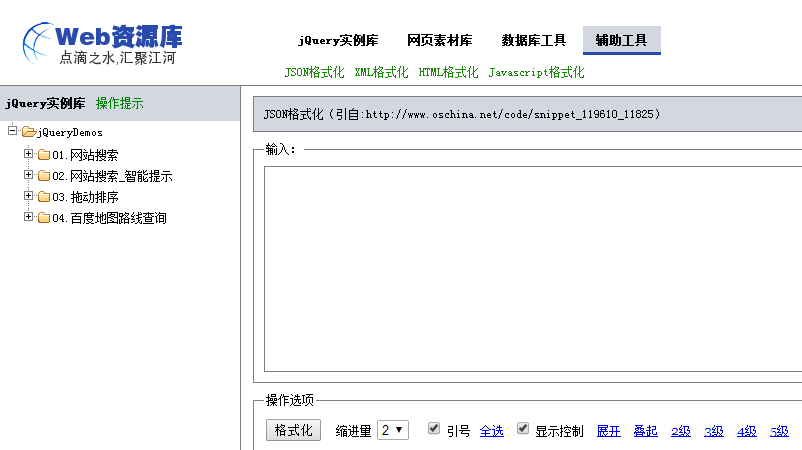 Web资源库
点滴之水,汇聚江河
jQuery实例库 网页素材库 数据库工具 辅助工具
JSON格式化 XML格式化 HTML格式化 Javascript格式化
jQuery实例库 操作提示
jQueryDemos
01.网站搜索
02.网站搜索_智能提示
03.拖动排序
04.百度地图路线查询
JSON格式化（引自:http://www.oschina.net/code/snippet_119610_11825）
输入：
操作选项
格式化 缩进量 2 引号 全选 显示控制 展开 叠起 2级 3级 4级 5级